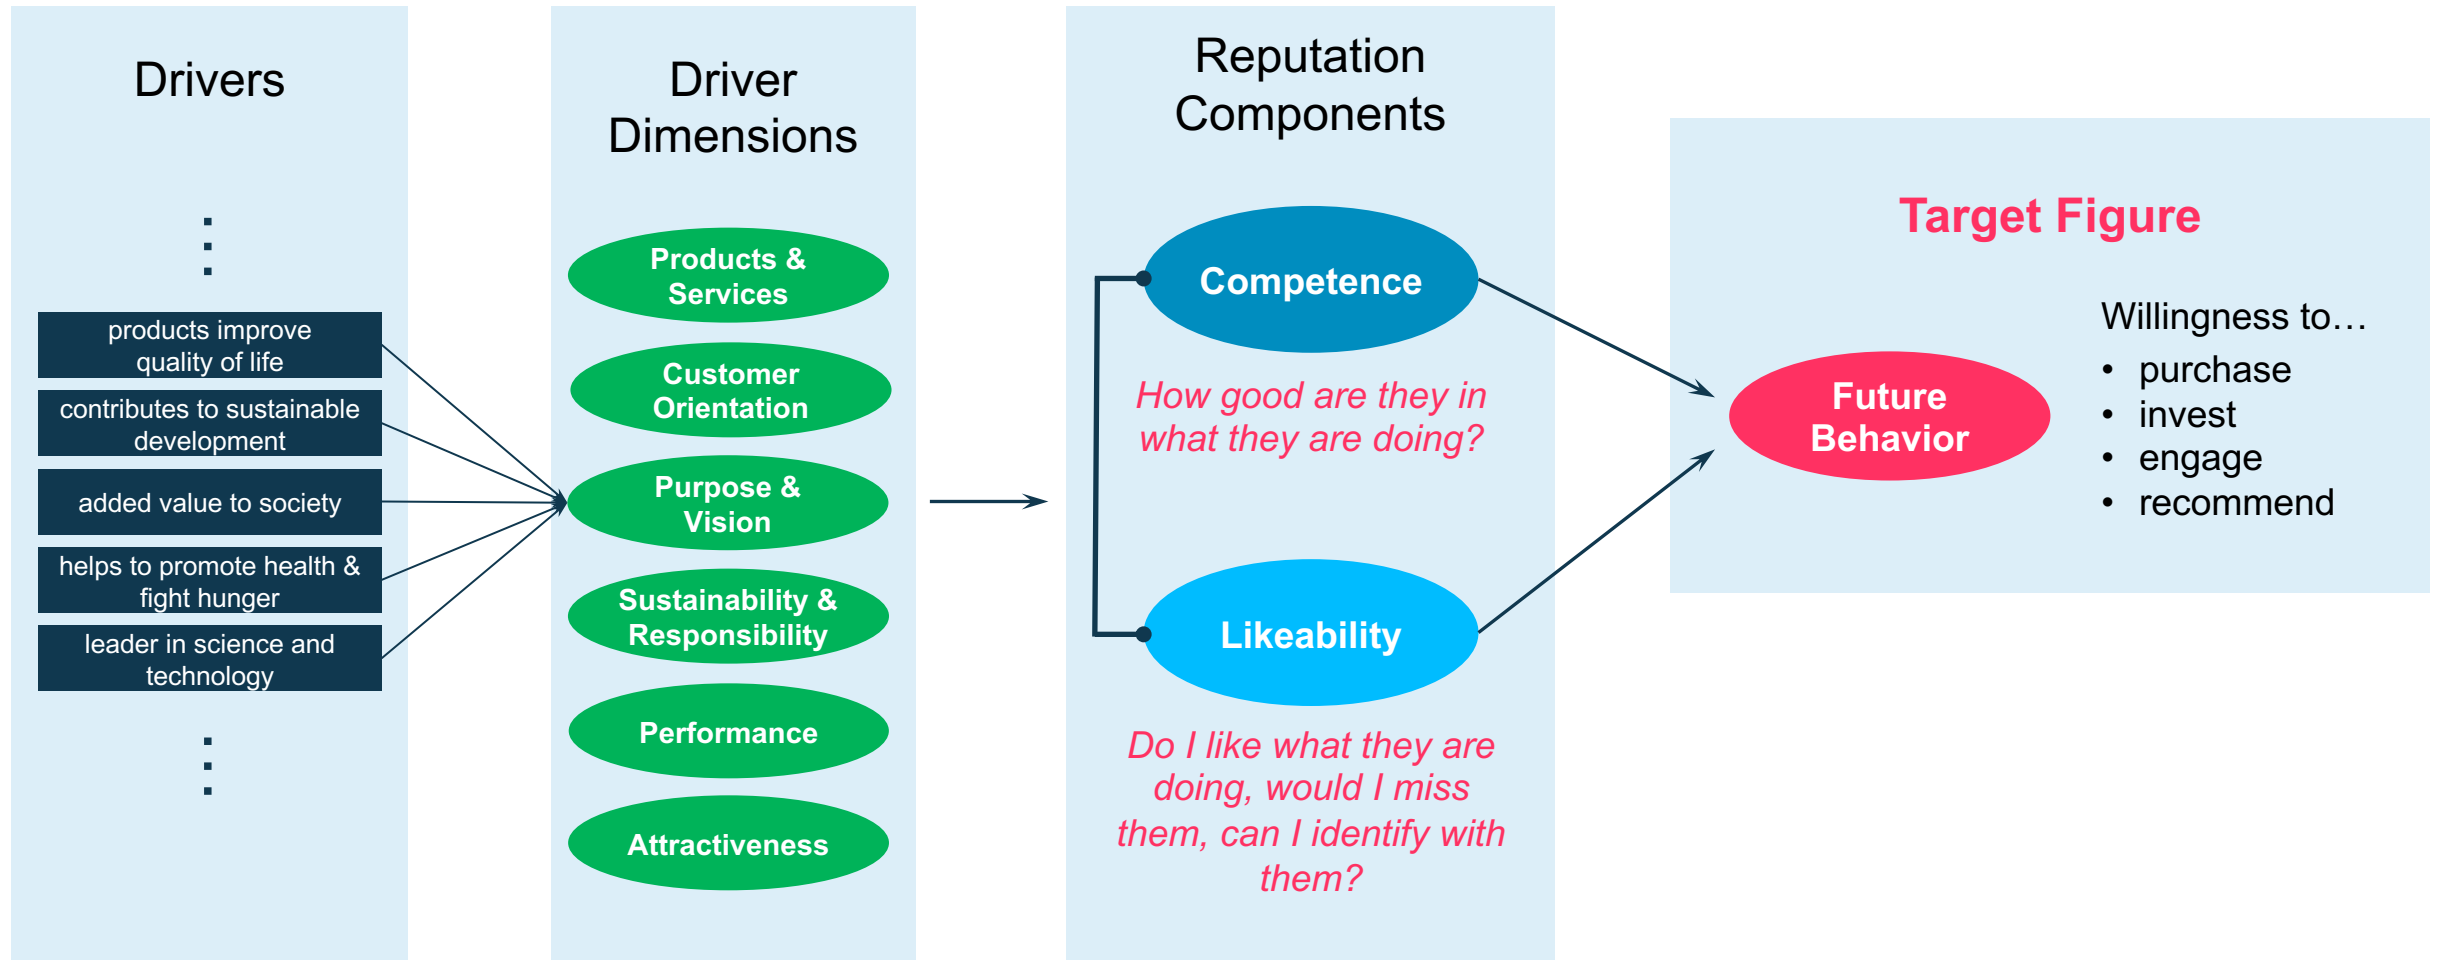 Drivers
products improve
quality of life
contributes to sustainable
development
added value to society
helps to promote health &
fight hunger
leader in science and
technology
Driver
Dimensions
Products &
Services
Customer
Orientation
Purpose &
Vision
Sustainability &
Responsibility
Performance
Attractiveness
Reputation
Components
Competence
How good are they in
what they are doing?
Likeability
Do I like what they are
doing, would I miss
them, can I identify with
them?
Target Figure
Future
Behavior
Willingness to…
• purchase
• invest
• engage
• recommend